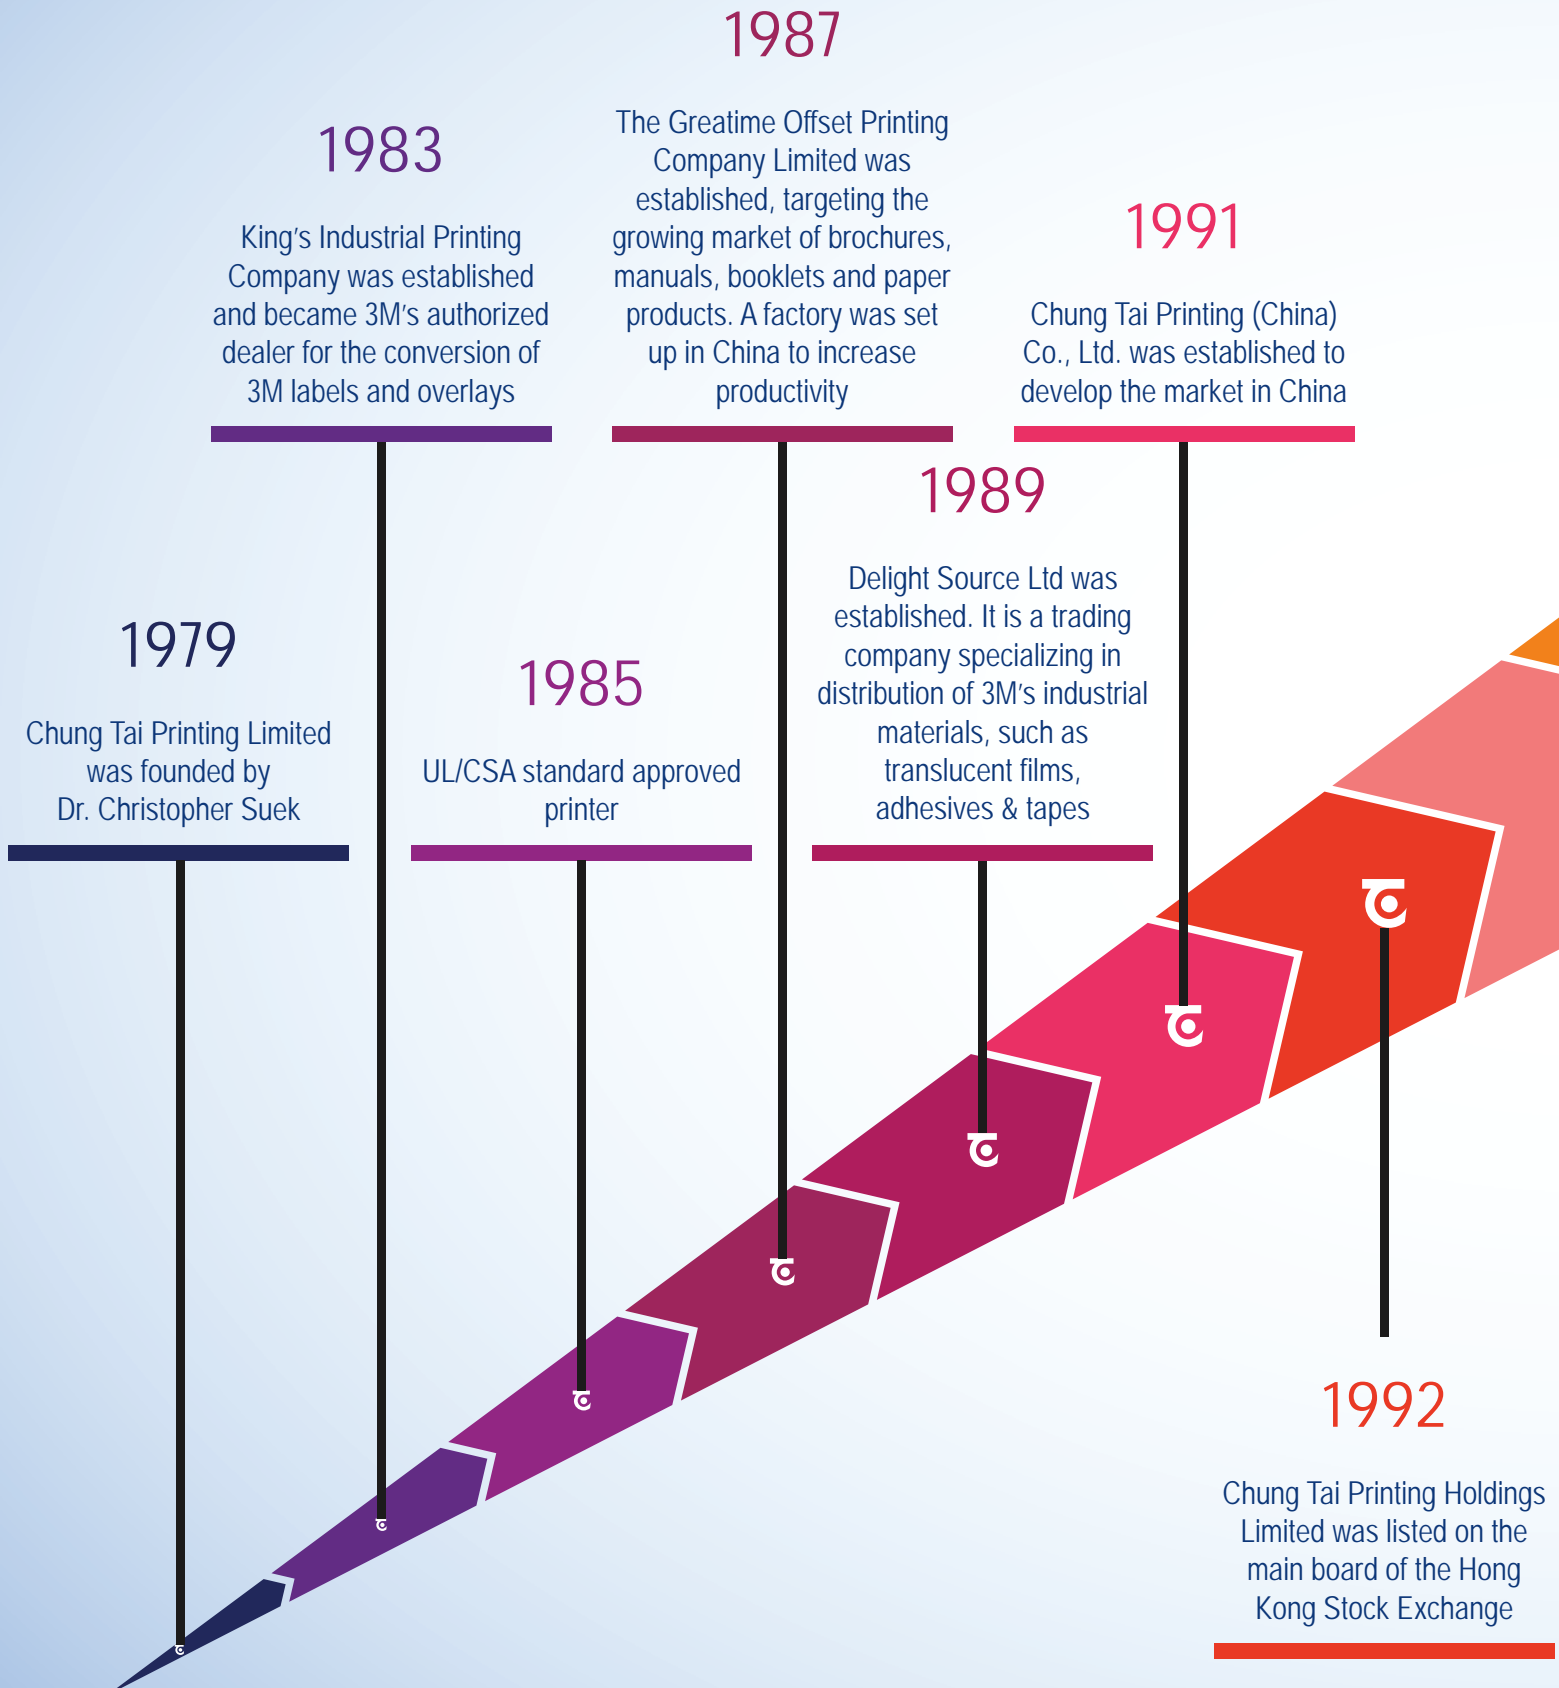 1979
Chung Tai Printing Limited
was founded by
Dr. Christopher Suek
1983
King’s Industrial Printing
Company was established
and became 3M’s authorized
dealer for the conversion of
3M labels and overlays
1985
UL/CSA standard approved
printer
1987
The Greatime Offset Printing
Company Limited was
established, targeting the
growing market of brochures,
manuals, booklets and paper
products. A factory was set
up in China to increase
productivity
1989
Delight Source Ltd was
established. It is a trading
company specializing in
distribution of 3M’s industrial
materials, such as
translucent films,
adhesives & tapes
1991
Chung Tai Printing (China)
Co., Ltd. was established to
develop the market in China
1992
Chung Tai Printing Holdings
Limited was listed on the
main board of the Hong
Kong Stock Exchange